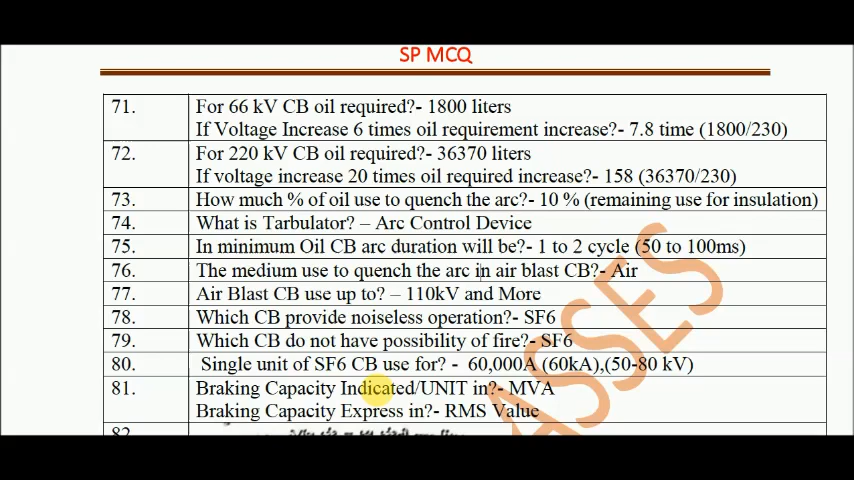 SP MCQ
71. For 66 kV CB oil required?- 1800 liters
If Voltage Increase 6 times oil requirement increase?- 7.8 time (1800/230)
72. For 220 kV CB oil required?- 36370 liters
If voltage increase 20 times oil required increase?- 158 (36370/230)
73. How much % of oil use to quench the arc?- 10 % (remaining use for insulation)
74. What is Tarbulator? – Arc Control Device
75. In minimum Oil CB arc duration will be?- 1 to 2 cycle (50 to 100ms)
76. The medium use to quench the arc in air blast CB?- Air
77. Air Blast CB use up to? – 110kV and More
78. Which CB provide noiseless operation?- SF6
79. Which CB do not have possibility of fire?- SF6
80. Single unit of SF6 CB use for? - 60,000A (60kA),(50-80 kV)
81. Braking Capacity Indicated/UNIT in?- MVA
Braking Capacity Express in?- RMS Value
82
ASSES